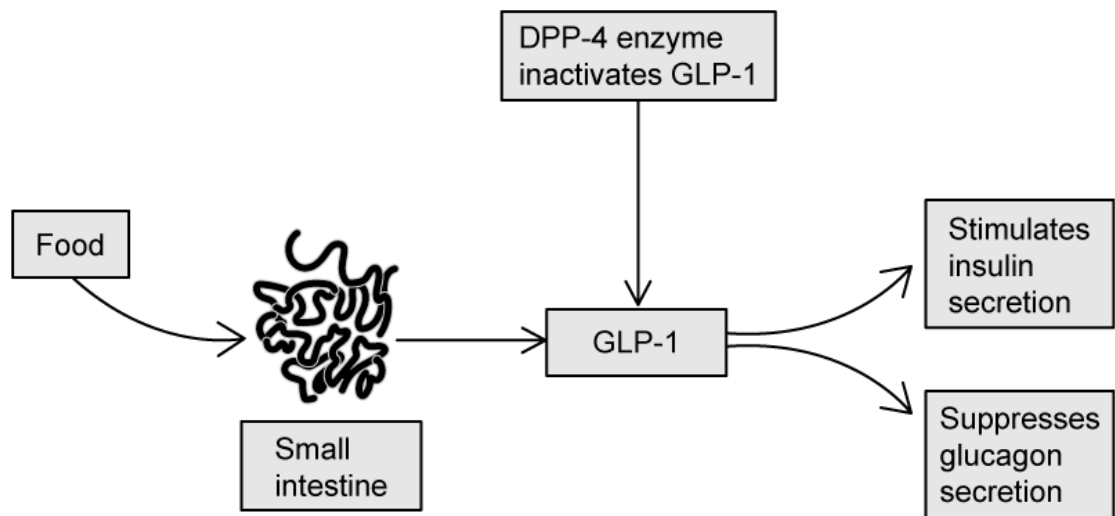 DPP-4 enzyme
inactivates GLP-1
Food
Stimulates
insulin
secretion
GLP-1
Small
intestine
Suppresses
glucagon
secretion